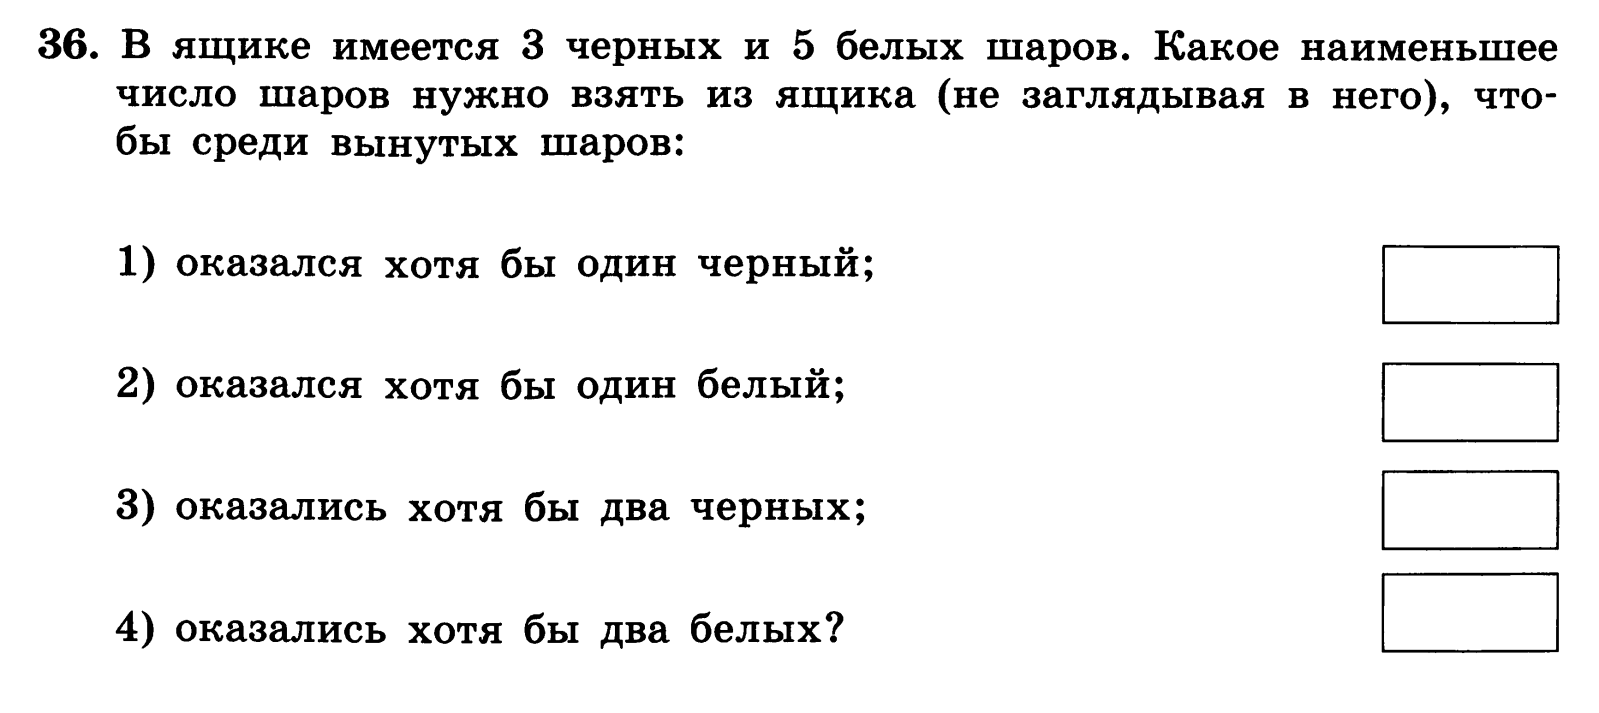 36. В ящике имеется 3 черных и 5 белых шаров. Какое наименьшее
число шаров нужно взять из ящика (не заглядывая в него), что-
бы среди вынутых шаров:
1) оказался хотя бы один черный;
2) оказался хотя бы один белый;
3) оказались хотя бы два черных;
4) оказались хотя бы два белых?